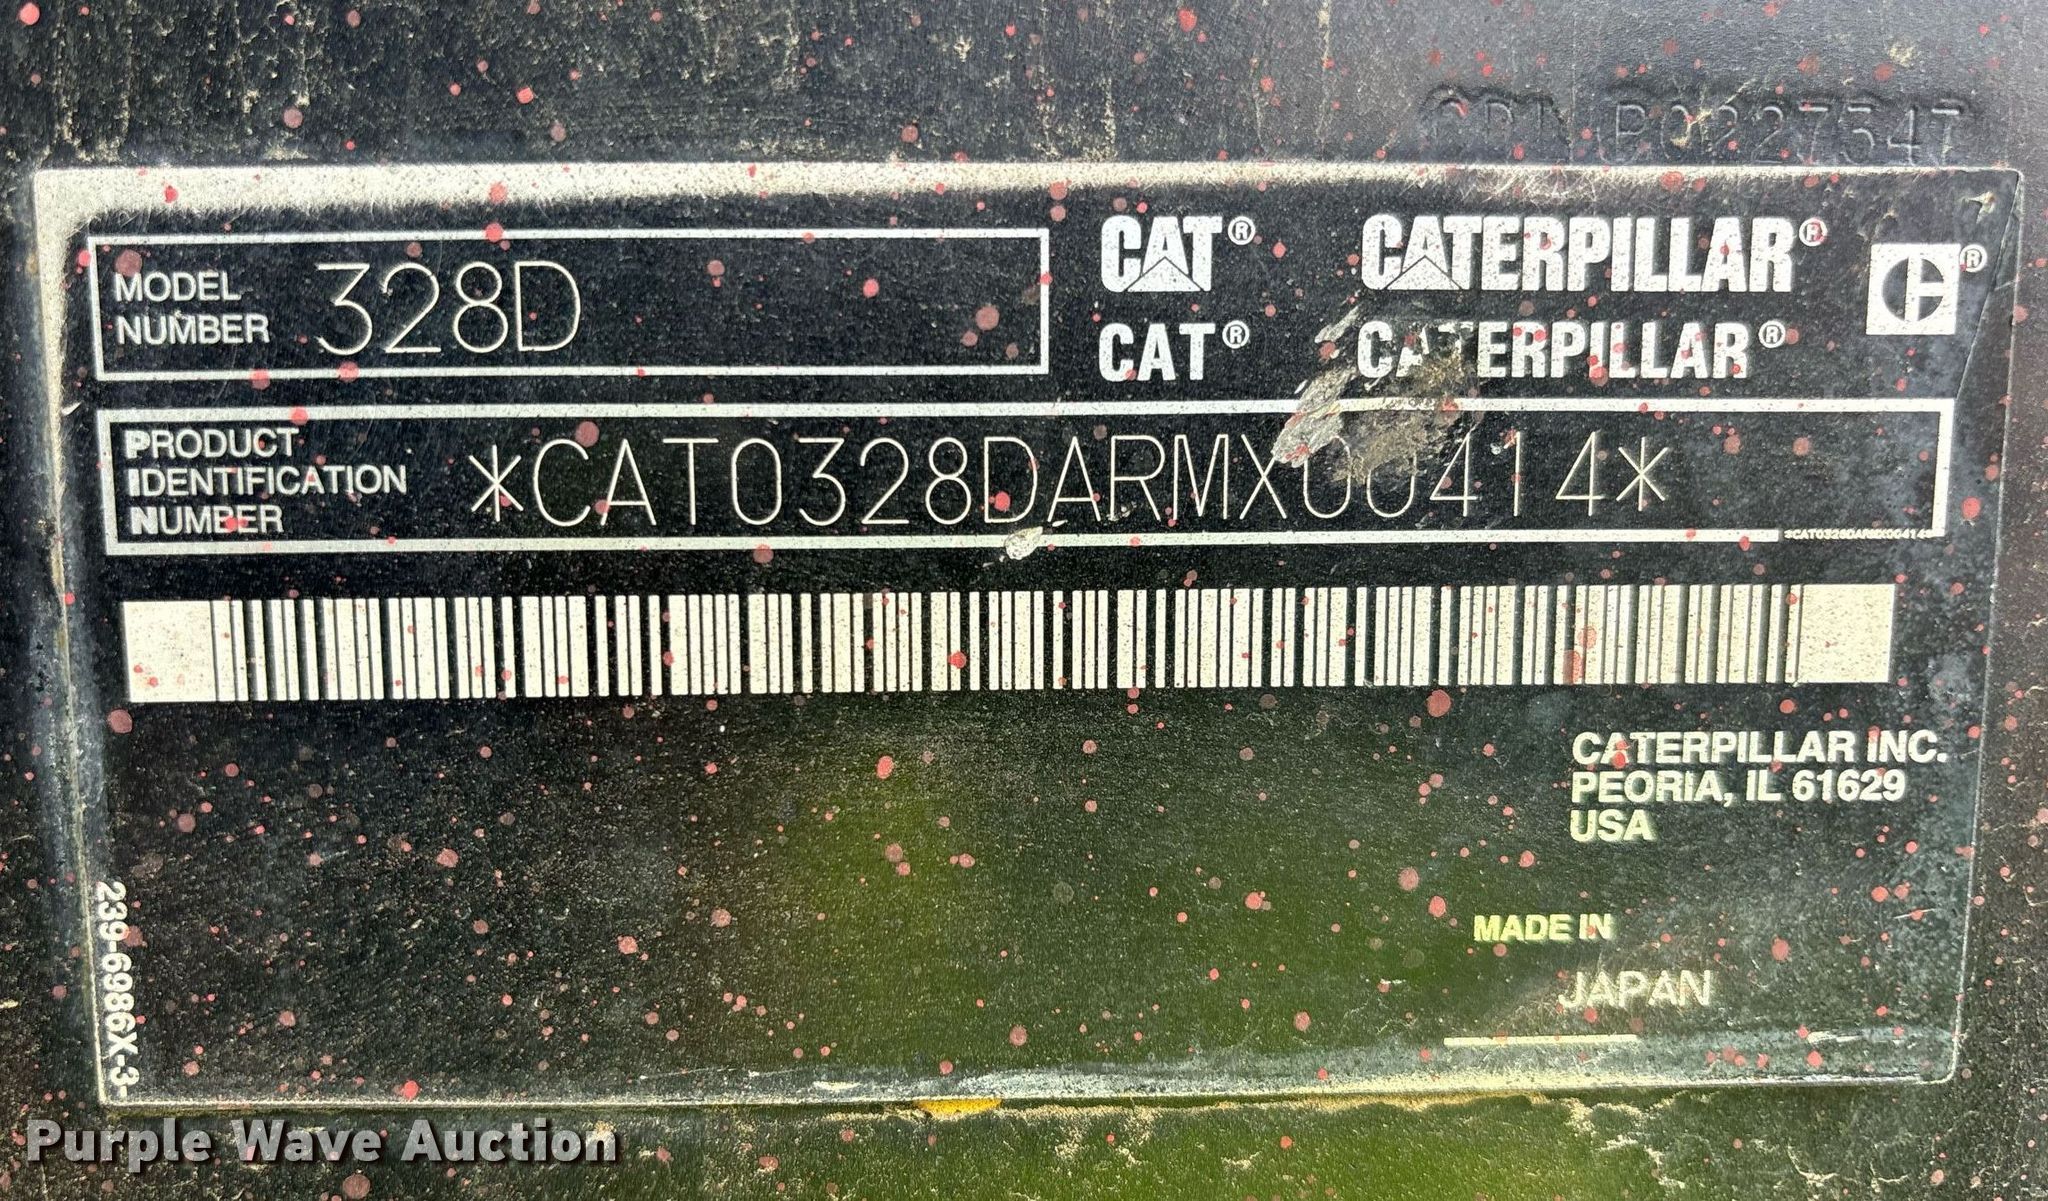 MODEL NUMBER 328D
CAT® CATERPILLAR®
CAT® CATERPILLAR®
PRODUCT IDENTIFICATION NUMBER *CAT0328DARMX00414*
*CAT0328DARMX00414*
CATERPILLAR INC.
PEORIA, IL 61629
USA
MADE IN
JAPAN
239-6986X-3
Purple Wave Auction